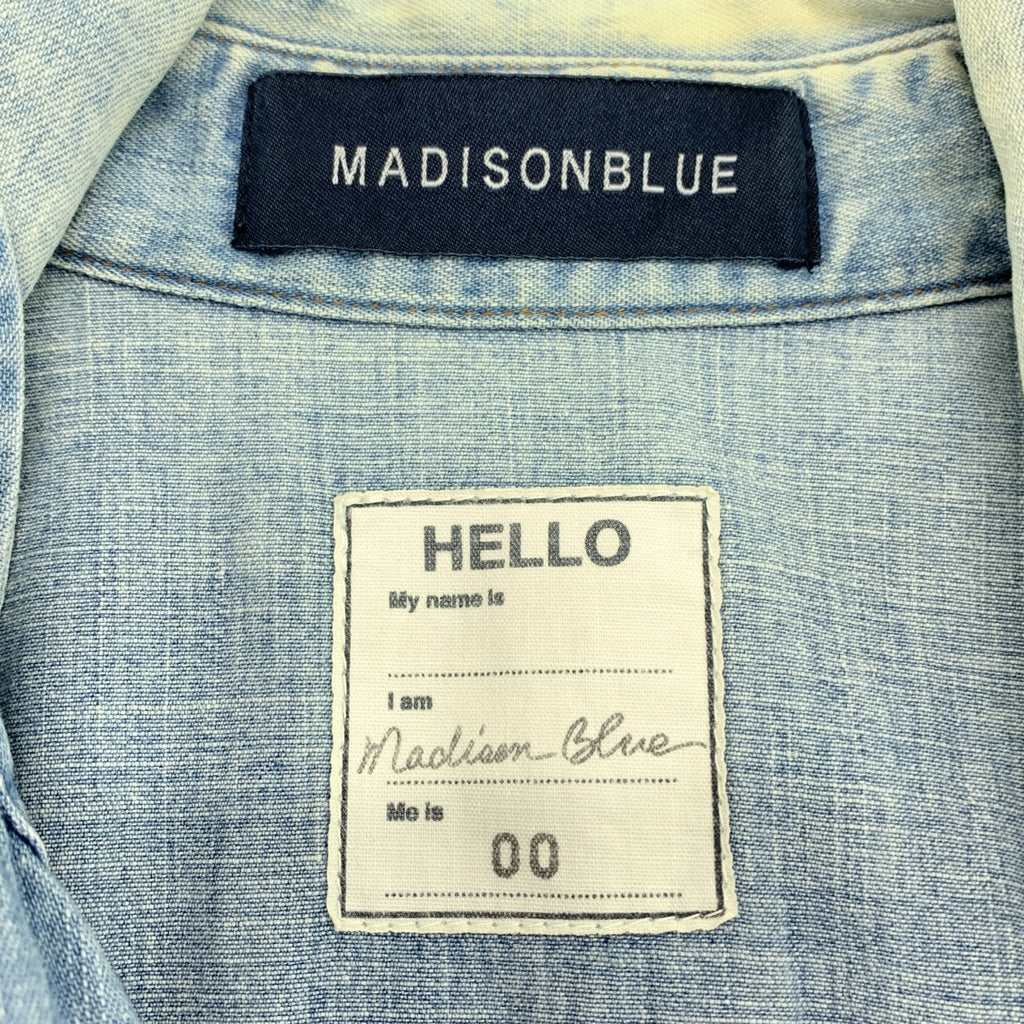 MADISONBLUE
HELLO
My name is
I am
Madison Blue
Me is
00